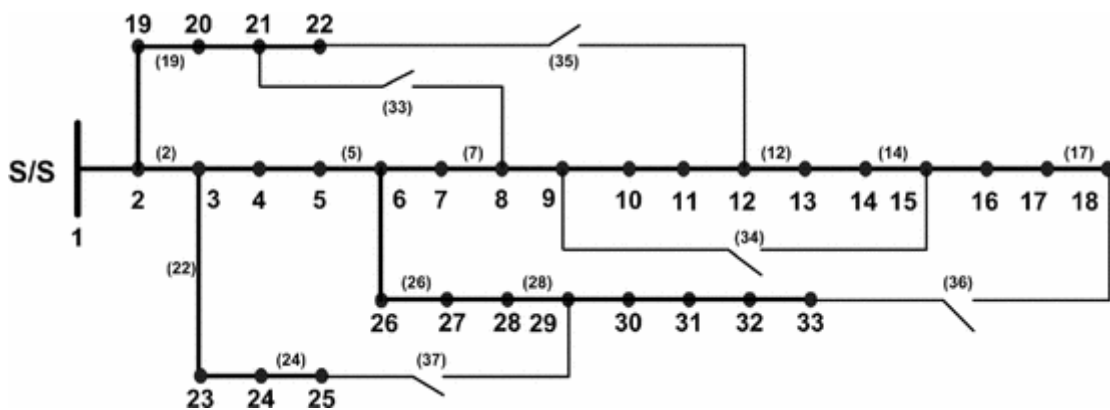 19 20 21 22
(19) (35)
(33)
S/S (2) (5) (7) (12) (14) (17)
2 3 4 5 6 7 8 9 10 11 12 13 14 15 16 17 18
1
(34)
(22) (26) (28) (36)
26 27 28 29 30 31 32 33
(24) (37)
23 24 25